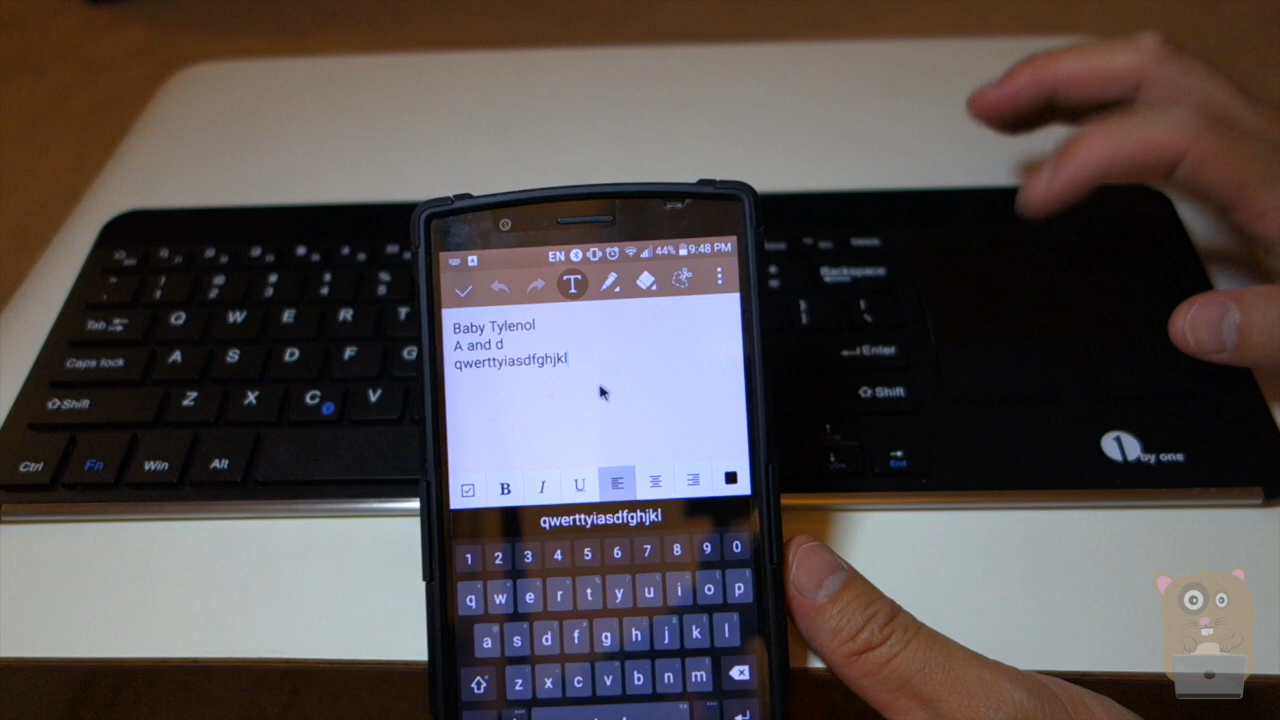 EN 44% 9:48 PM
T
Baby Tylenol
A and d
qwerttyiasdfghjkl
B I U
qwerttyiasdfghjkl
1 2 3 4 5 6 7 8 9 0
q w e r t y u i o p
a s d f g h j k l
z x c v b n m
Backspace
Tab Q W E R T
Caps lock A S D F G
Enter
Shift Z X C V
Shift
Ctrl Fn Win Alt
End
1 by one